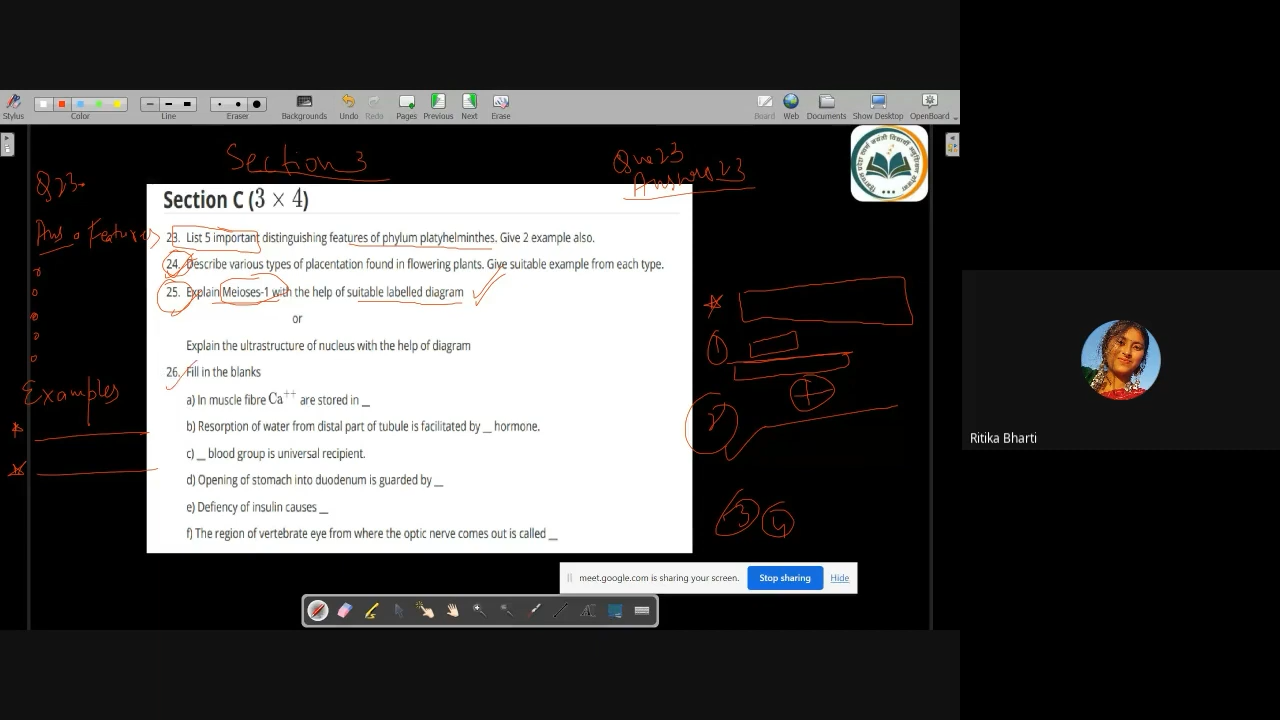 Stylus
Color
Line
Eraser
Backgrounds
Undo
Redo
Pages
Previous
Next
Erase
Board
Web
Documents
Show Desktop
OpenBoard
Section 3
Que 23
Answer 23
Q23.
Ans. Features
Section C (3 × 4)
23. List 5 important distinguishing features of phylum platyhelminthes. Give 2 example also.
24. Describe various types of placentation found in flowering plants. Give suitable example from each type.
25. Explain Meioses-1 with the help of suitable labelled diagram
or
Explain the ultrastructure of nucleus with the help of diagram
26. Fill in the blanks
a) In muscle fibre Ca++ are stored in _
b) Resorption of water from distal part of tubule is facilitated by _ hormone.
c) _ blood group is universal recipient.
d) Opening of stomach into duodenum is guarded by _
e) Defiency of insulin causes _
f) The region of vertebrate eye from where the optic nerve comes out is called _
Examples
1
2
3 4
meet.google.com is sharing your screen.
Stop sharing
Hide
Ritika Bharti